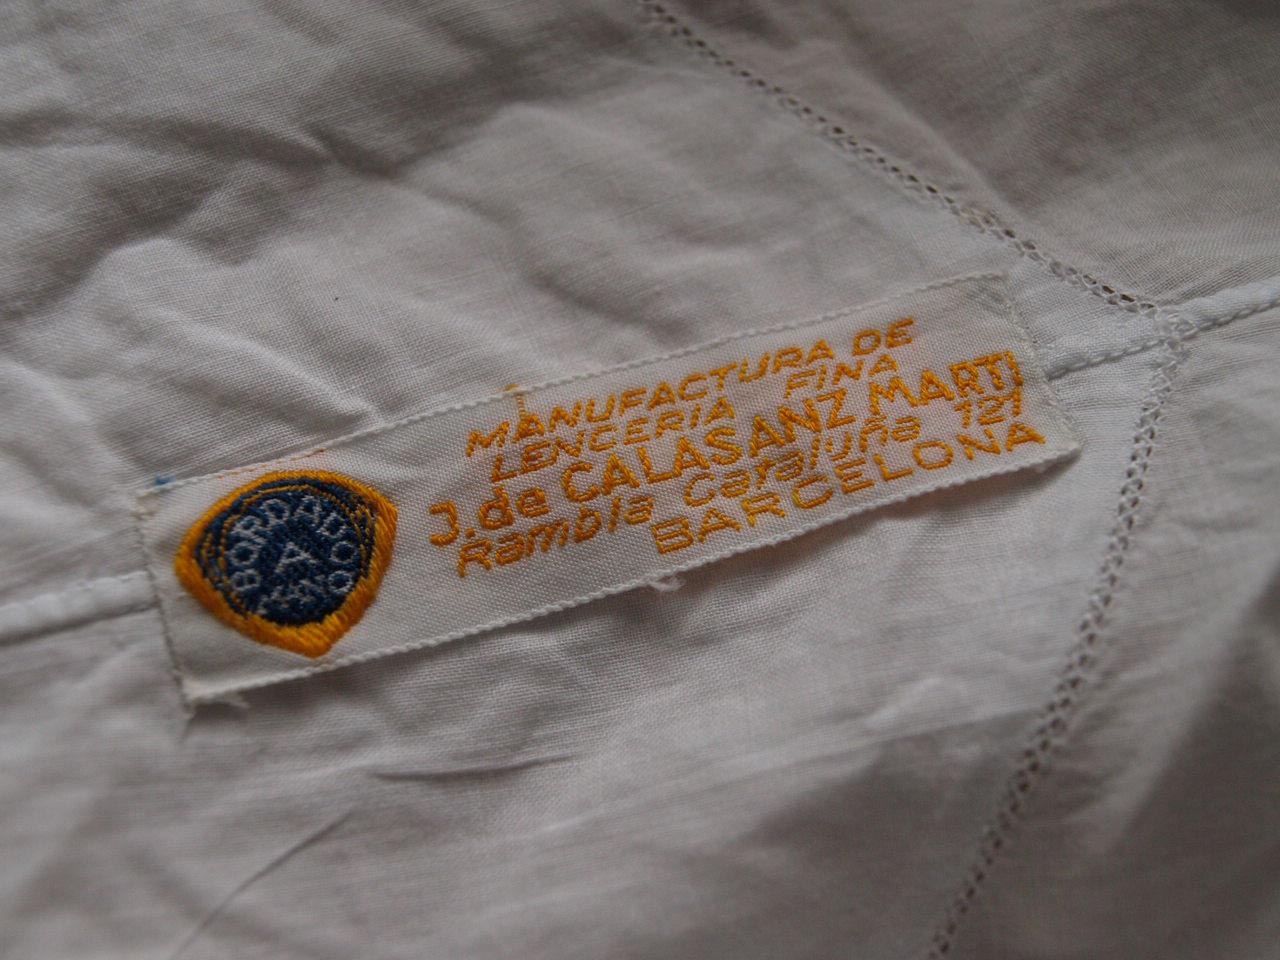 BORDADO
A
MANO
MANUFACTURA DE
LENCERIA FINA
J. de CALASANZ MARTI
Rambla Cataluña 121
BARCELONA